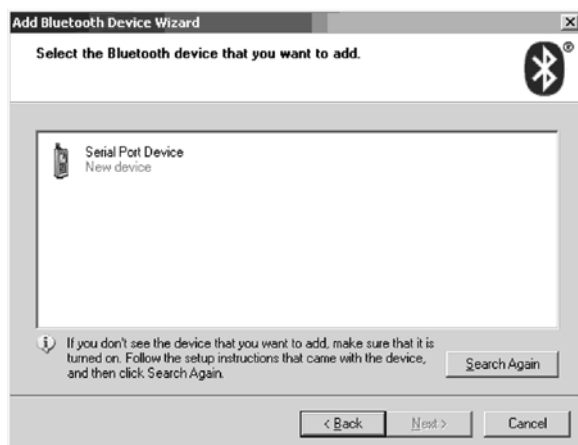 Add Bluetooth Device Wizard
Select the Bluetooth device that you want to add.
®
Serial Port Device
New device
If you don't see the device that you want to add, make sure that it is
turned on. Follow the setup instructions that came with the device,
and then click Search Again.
Search Again
< Back
Next >
Cancel